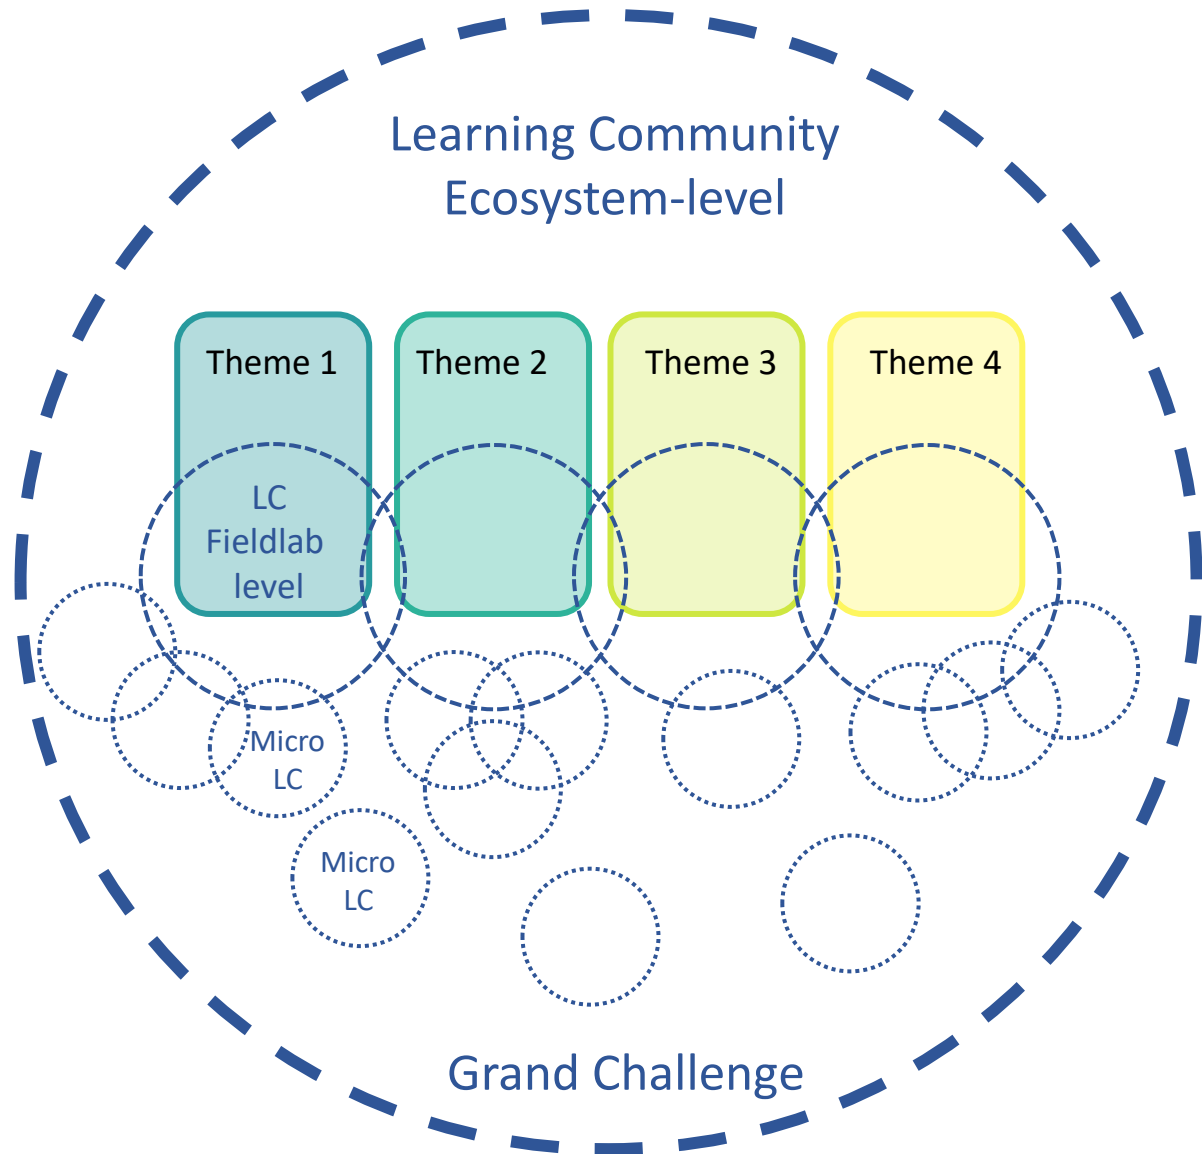 Learning Community
Ecosystem-level
Theme 1
Theme 2
Theme 3
Theme 4
LC
Fieldlab
level
Micro
LC
Micro
LC
Grand Challenge